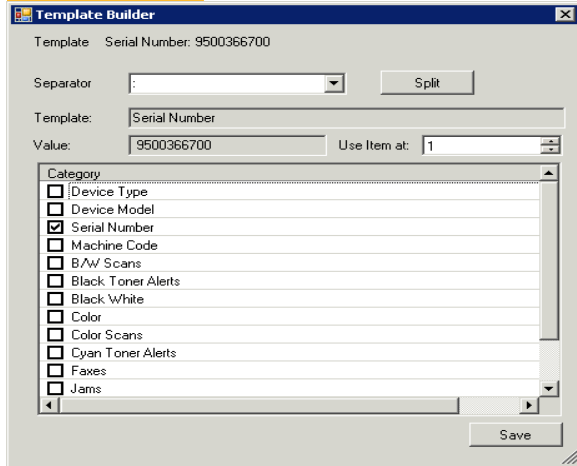 Template Builder
Template Serial Number: 9500366700
Separator : Split
Template: Serial Number
Value: 9500366700 Use Item at: 1
Category
Device Type
Device Model
Serial Number
Machine Code
B/W Scans
Black Toner Alerts
Black White
Color
Color Scans
Cyan Toner Alerts
Faxes
Jams
Save